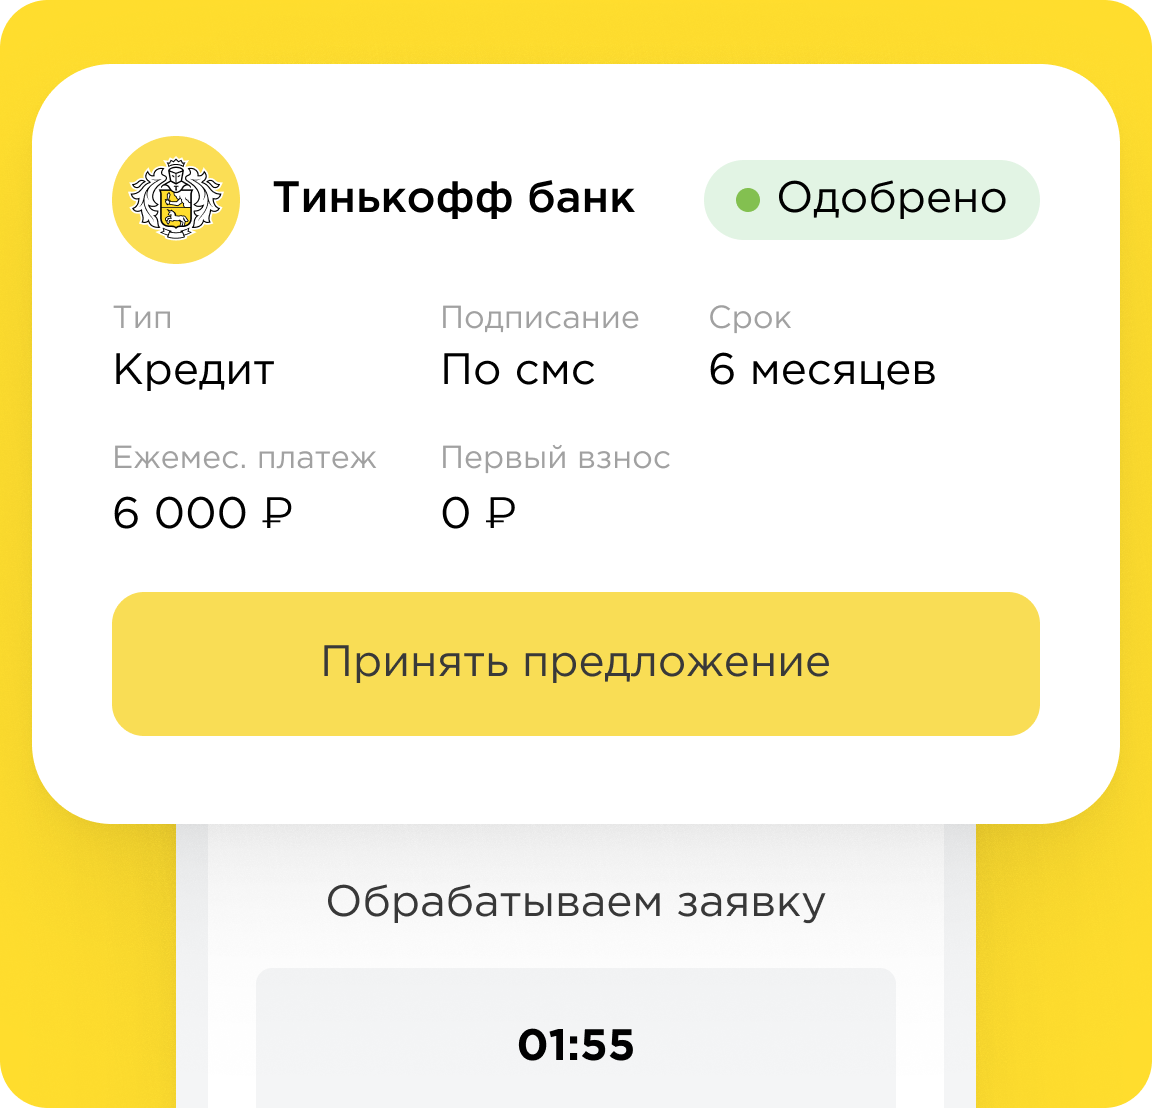 Тинькофф банк
Одобрено
Тип
Подписание
Срок
Кредит
По смс
6 месяцев
Ежемес. платеж
Первый взнос
6 000 ₽
0 ₽
Принять предложение
Обрабатываем заявку
01:55